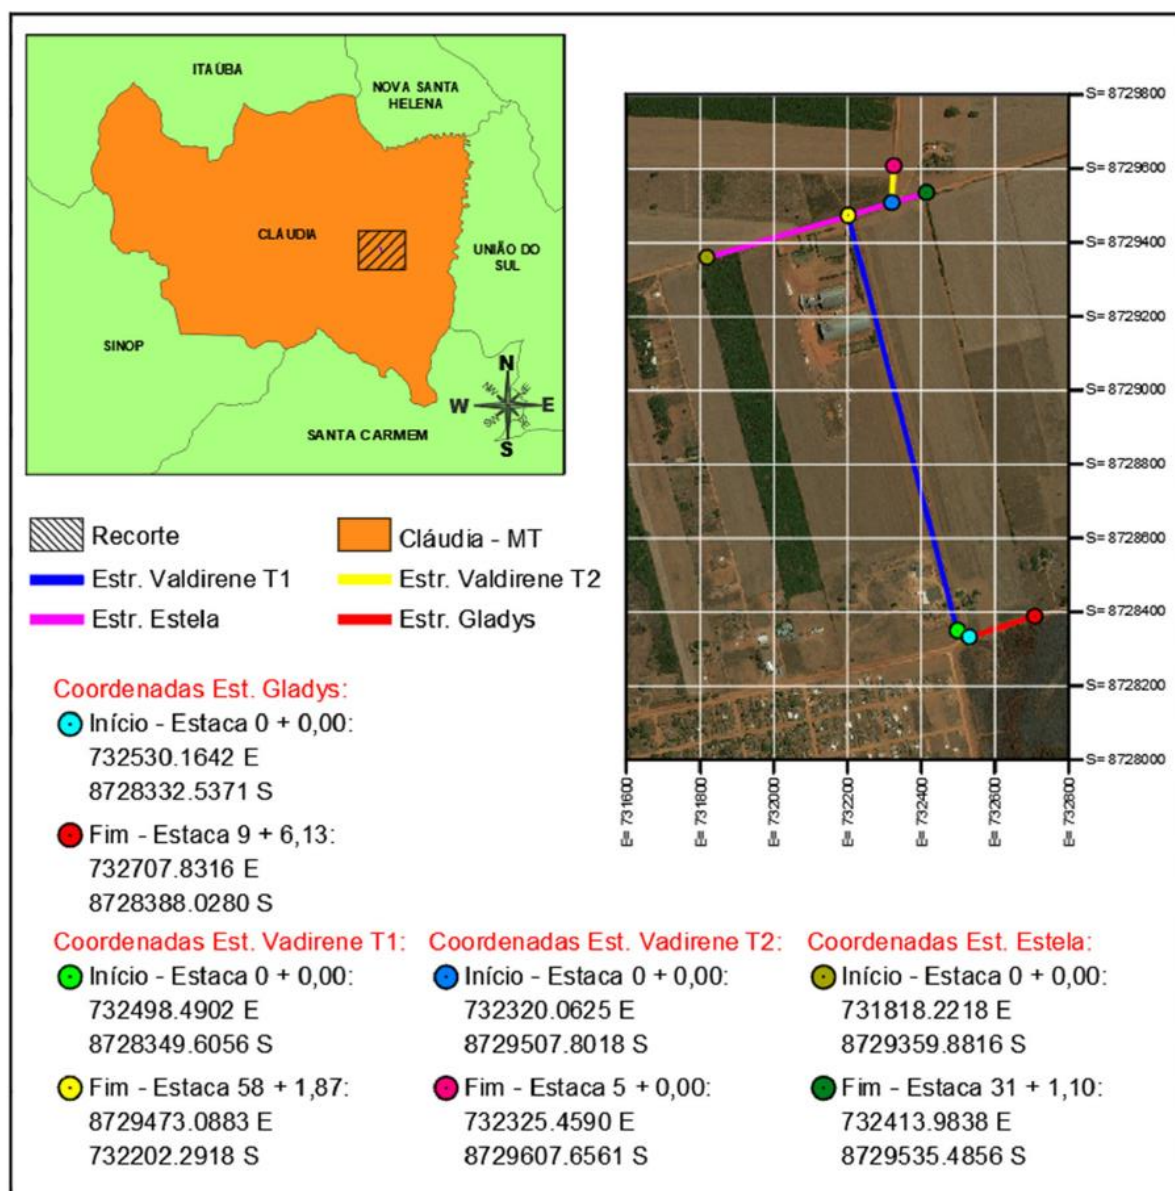 ITAÚBA
NOVA SANTA
HELENA
CLAUDIA
UNIÃO DO
SUL
SINOP
SANTA CARMEM
N
NW
NE
W
E
SW
SE
S
S= 8729800
S= 8729600
S= 8729400
S= 8729200
S= 8729000
S= 8728800
S= 8728600
S= 8728400
S= 8728200
S= 8728000
E= 731600
E= 731800
E= 732000
E= 732200
E= 732400
E= 732600
E= 732800
Recorte
Cláudia - MT
Estr. Valdirene T1
Estr. Valdirene T2
Estr. Estela
Estr. Gladys
Coordenadas Est. Gladys:
Início - Estaca 0 + 0,00:
732530.1642 E
8728332.5371 S
Fim - Estaca 9 + 6,13:
732707.8316 E
8728388.0280 S
Coordenadas Est. Vadirene T1:
Início - Estaca 0 + 0,00:
732498.4902 E
8728349.6056 S
Fim - Estaca 58 + 1,87:
8729473.0883 E
732202.2918 S
Coordenadas Est. Vadirene T2:
Início - Estaca 0 + 0,00:
732320.0625 E
8729507.8018 S
Fim - Estaca 5 + 0,00:
732325.4590 E
8729607.6561 S
Coordenadas Est. Estela:
Início - Estaca 0 + 0,00:
731818.2218 E
8729359.8816 S
Fim - Estaca 31 + 1,10:
732413.9838 E
8729535.4856 S